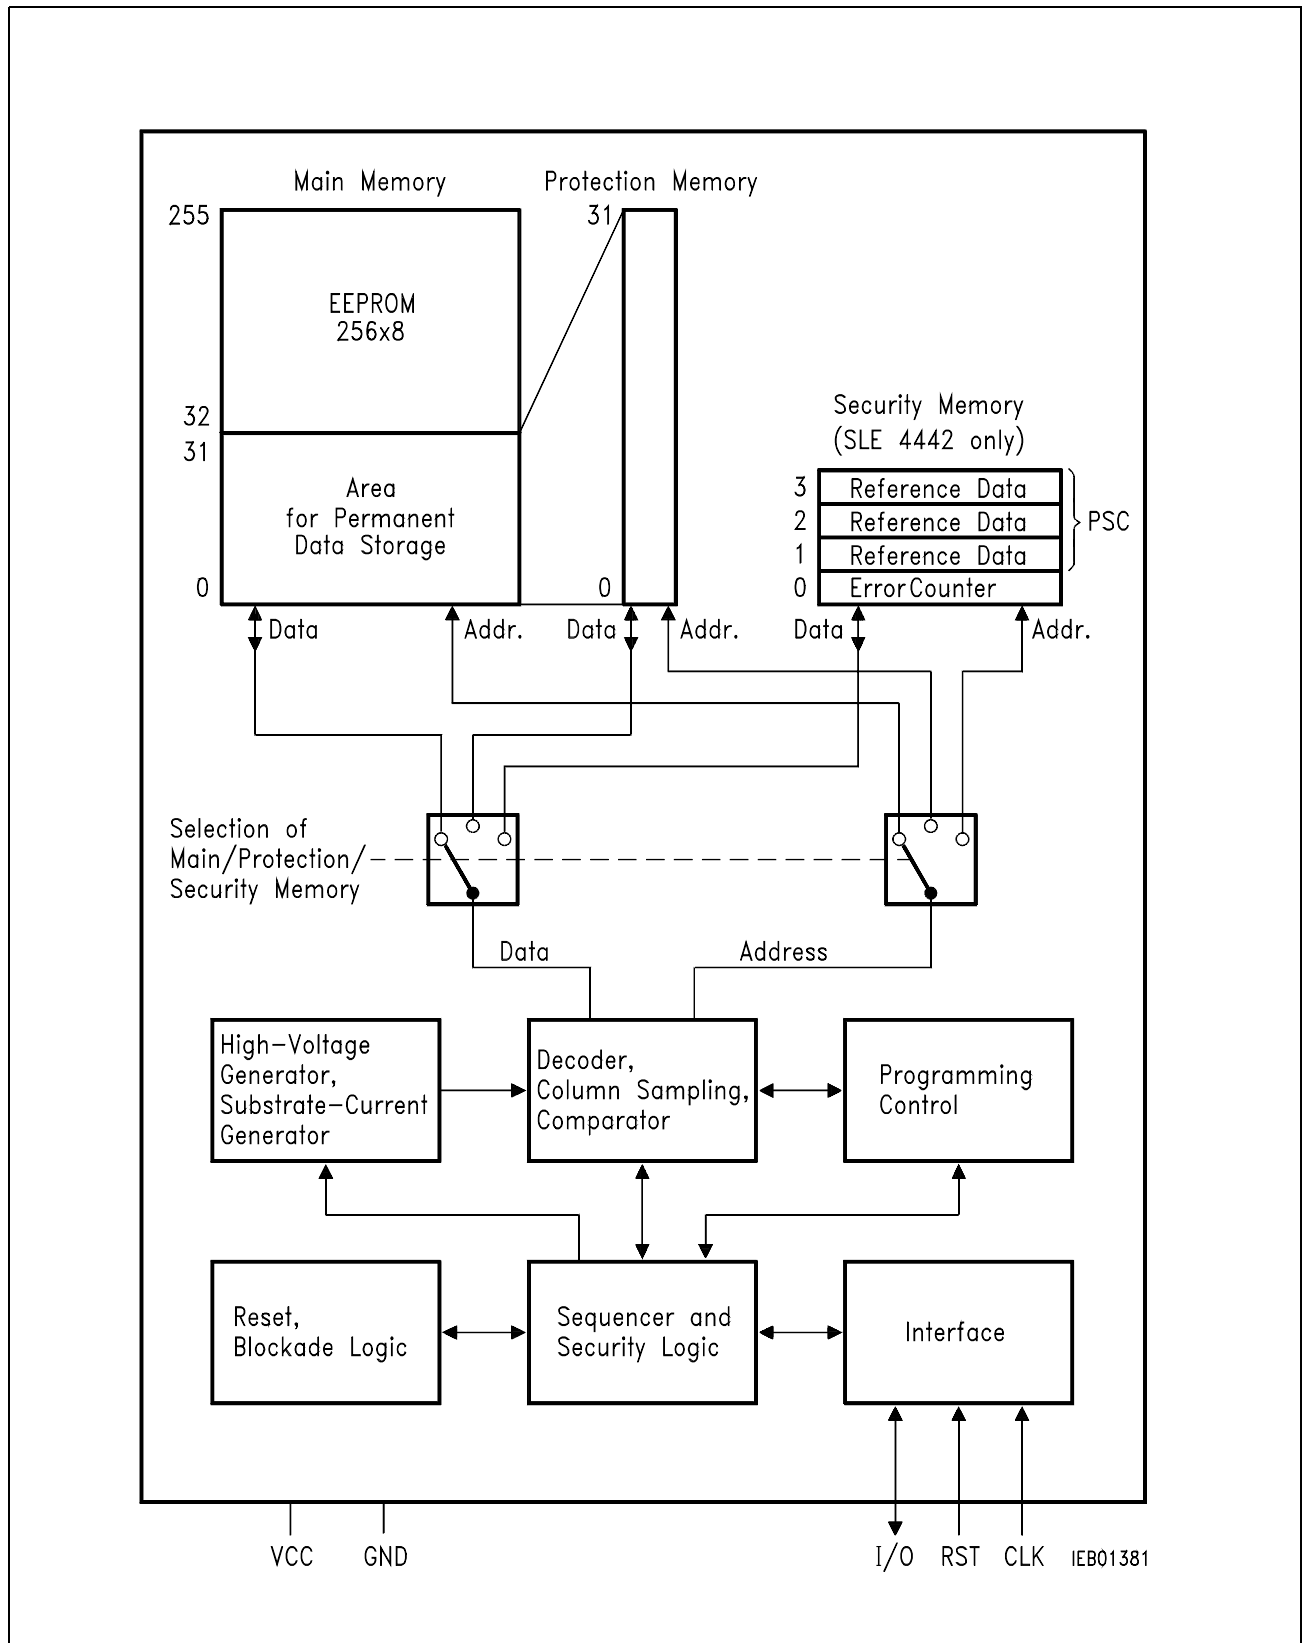 Main Memory
Protection Memory
255
31
EEPROM
256x8
32
31
Area
for Permanent
Data Storage
0
0
Security Memory
(SLE 4442 only)
3
Reference Data
2
Reference Data
PSC
1
Reference Data
0
ErrorCounter
Data
Addr.
Data
Addr.
Data
Addr.
Selection of
Main/Protection/
Security Memory
Data
Address
High-Voltage
Generator,
Substrate-Current
Generator
Decoder,
Column Sampling,
Comparator
Programming
Control
Reset,
Blockade Logic
Sequencer and
Security Logic
Interface
VCC
GND
I/O
RST
CLK
IEB01381